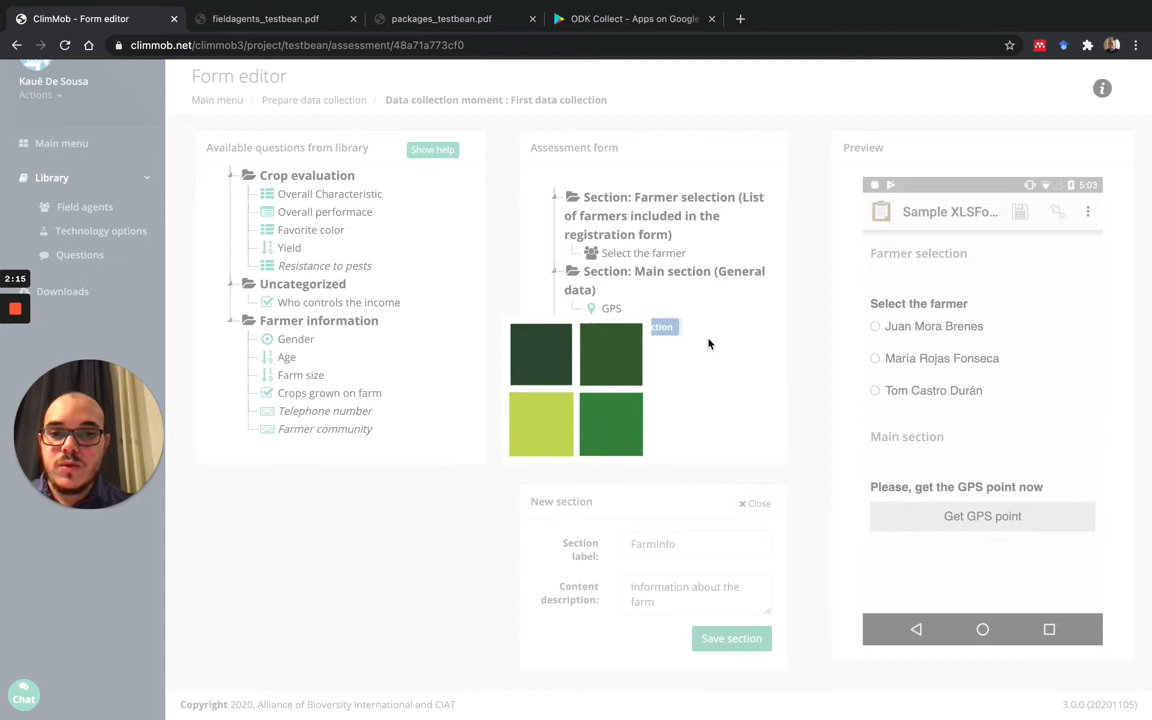 ClimMob - Form editor
fieldagents_testbean.pdf
packages_testbean.pdf
ODK Collect - Apps on Google
climmob.net/climmob3/project/testbean/assessment/48a71a773cf0
Kauê De Sousa
Actions
Main menu
Library
Field agents
Technology options
Questions
Downloads
2:15
Chat
Form editor
Main menu / Prepare data collection / Data collection moment : First data collection
Available questions from library
Show help
Crop evaluation
Overall Characteristic
Overall performace
Favorite color
Yield
Resistance to pests
Uncategorized
Who controls the income
Farmer information
Gender
Age
Farm size
Crops grown on farm
Telephone number
Farmer community
Assessment form
Section: Farmer selection (List
of farmers included in the
registration form)
Select the farmer
Section: Main section (General
data)
GPS
ction
New section
Close
Section
label:
FarmInfo
Content
description:
Information about the
farm
Save section
Preview
5:03
Sample XLSFo...
Farmer selection
Select the farmer
Juan Mora Brenes
María Rojas Fonseca
Tom Castro Durán
Main section
Please, get the GPS point now
Get GPS point
Copyright 2020, Alliance of Bioversity International and CIAT
3.0.0 (20201105)